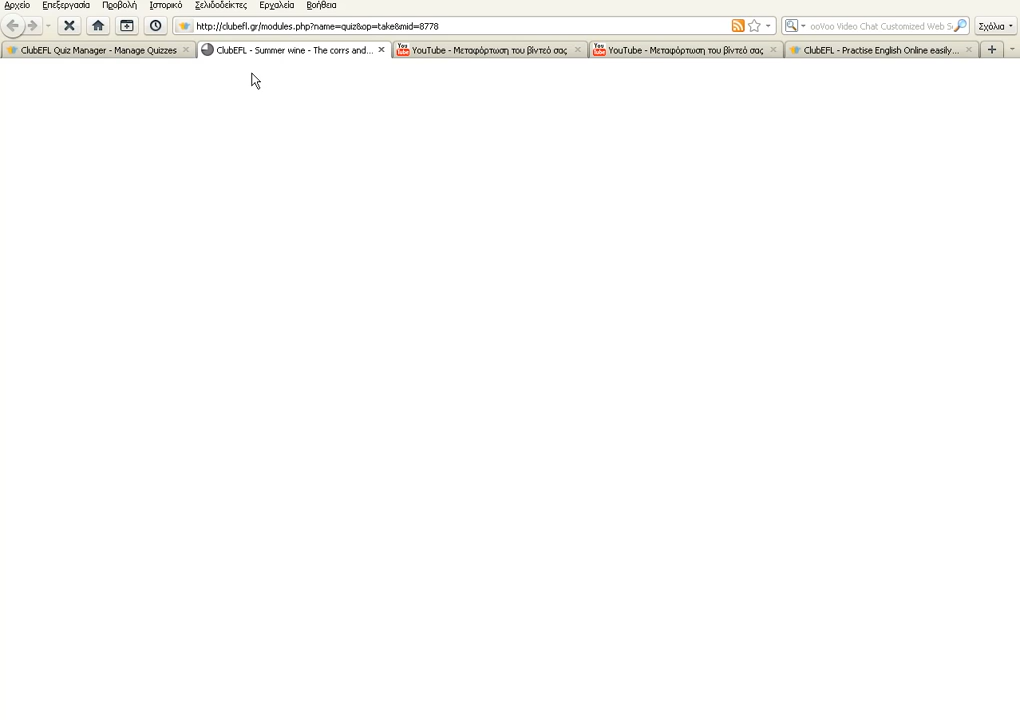 Αρχείο Επεξεργασία Προβολή Ιστορικό Σελιδοδείκτες Εργαλεία Βοήθεια
http://clubefl.gr/modules.php?name=quiz&op=take&mid=8778 ooVoo Video Chat Customized Web S Σχόλια
ClubEFL Quiz Manager - Manage Quizzes ClubEFL - Summer wine - The corrs and... YouTube - Μεταφόρτωση του βίντεό σας YouTube - Μεταφόρτωση του βίντεό σας ClubEFL - Practise English Online easily...